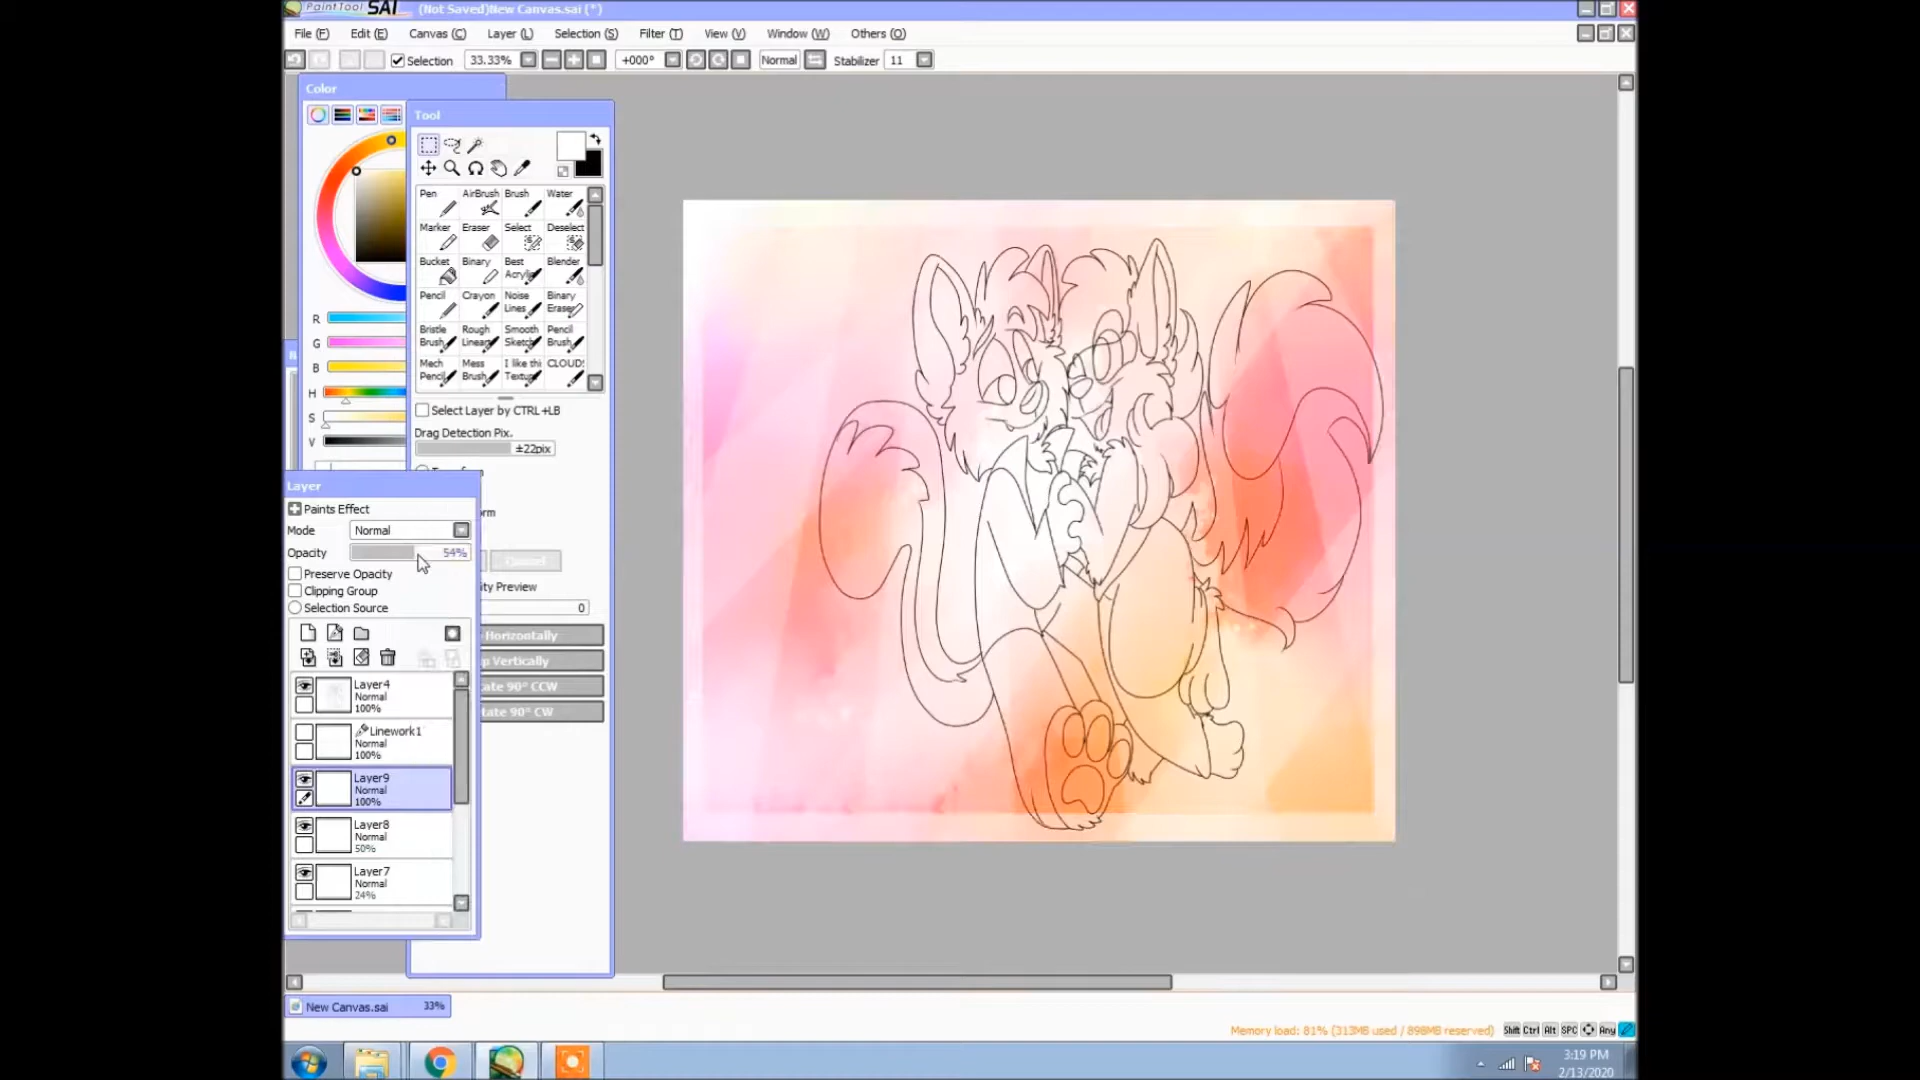 PaintTool SAI (Not Saved)New Canvas.sai (*)
File (F) Edit (E) Canvas (C) Layer (L) Selection (S) Filter (T) View (V) Window (W) Others (O)
Selection 33.33% +000° Normal Stabilizer 11
Color
Tool
Pen AirBrush Brush Water
Marker Eraser Select Deselect
Bucket Binary Best Acrylic Blender
Pencil Crayon Noise Lines Binary Eraser
Bristle Brush Rough Linear Smooth Sketch Pencil Brush
Mech Pencil Mess Brush I like thi Textur CLOUD
R
G
B
H
S
V
Select Layer by CTRL+LB
Drag Detection Pix.
±22pix
Layer
Paints Effect
Mode Normal
Opacity 54%
Preserve Opacity
Clipping Group
Selection Source
orm
ity Preview
0
Horizontally
p Vertically
tate 90° CCW
tate 90° CW
Layer4
Normal
100%
Linework1
Normal
100%
Layer9
Normal
100%
Layer8
Normal
50%
Layer7
Normal
24%
New Canvas.sai 33%
Memory load: 81% (313MB used / 898MB reserved) Shift Ctrl Alt SPC Any
3:19 PM
2/13/2020